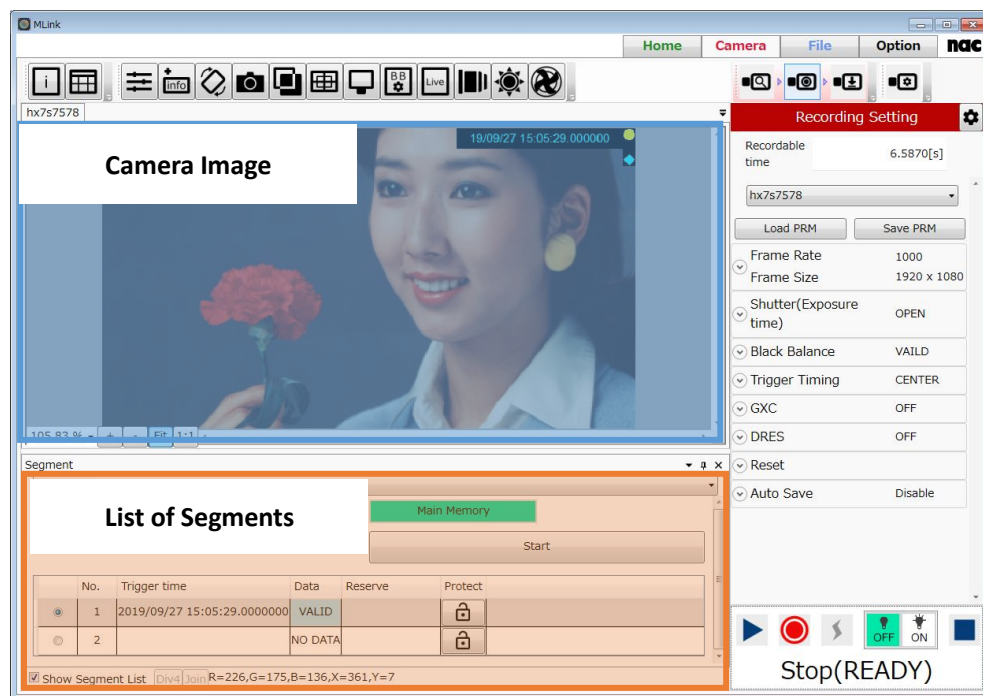 MLink
Home Camera File Option nac
i info BB Live
hx7s7578
Recording Setting
Camera Image
19/09/27 15:05:29.000000
Recordable time 6.5870[s]
hx7s7578
Load PRM Save PRM
Frame Rate 1000
Frame Size 1920 x 1080
Shutter(Exposure time) OPEN
Black Balance VAILD
Trigger Timing CENTER
GXC OFF
DRES OFF
Reset
Auto Save Disable
105.83 % + - Fit 1:1
Segment
List of Segments
Main Memory
Start
No. Trigger time Data Reserve Protect
1 2019/09/27 15:05:29.0000000 VALID
2 NO DATA
Show Segment List Div4 Join R=226,G=175,B=136,X=361,Y=7
OFF ON
Stop(READY)